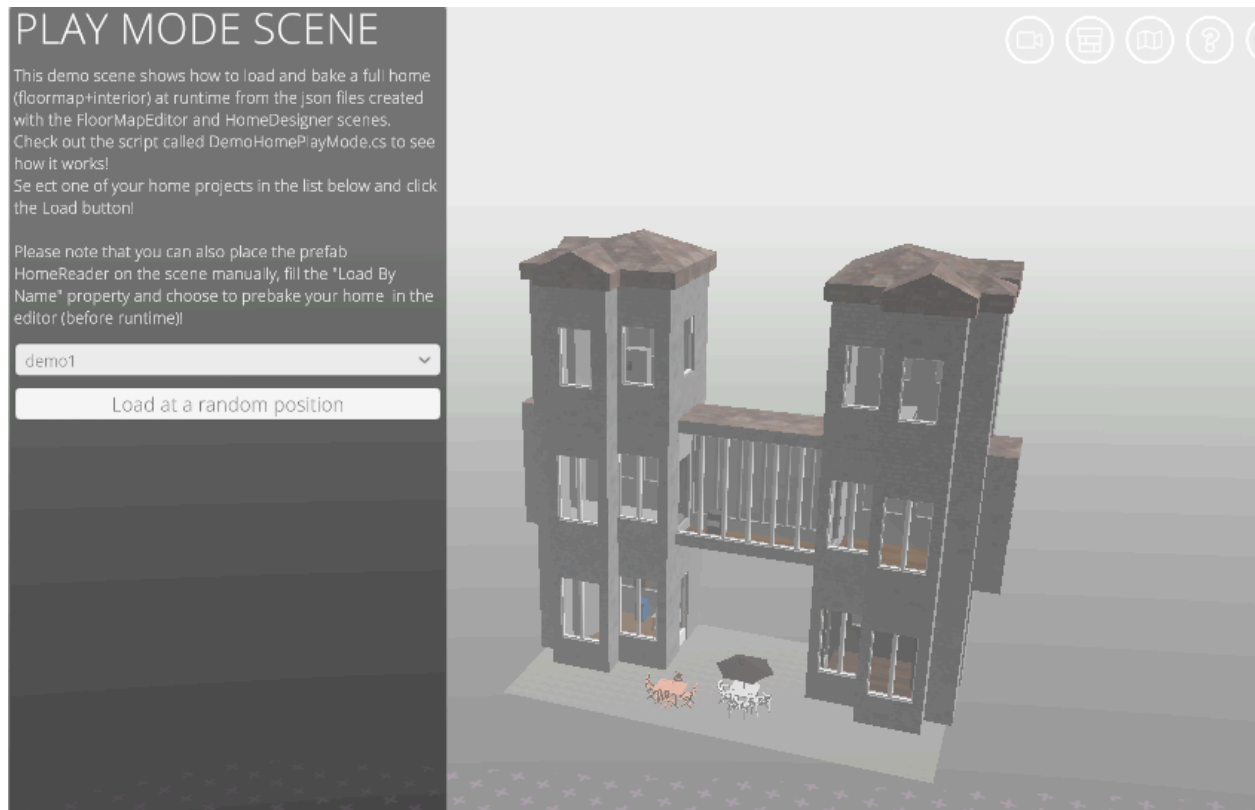 PLAY MODE SCENE
This demo scene shows how to load and bake a full home
(floormap+interior) at runtime from the json files created
with the FloorMapEditor and HomeDesigner scenes.
Check out the script called DemoHomePlayMode.cs to see
how it works!
Se ect one of your home projects in the list below and click
the Load button!
Please note that you can also place the prefab
HomeReader on the scene manually, fill the "Load By
Name" property and choose to prebake your home in the
editor (before runtime)!
demo1
Load at a random position
?